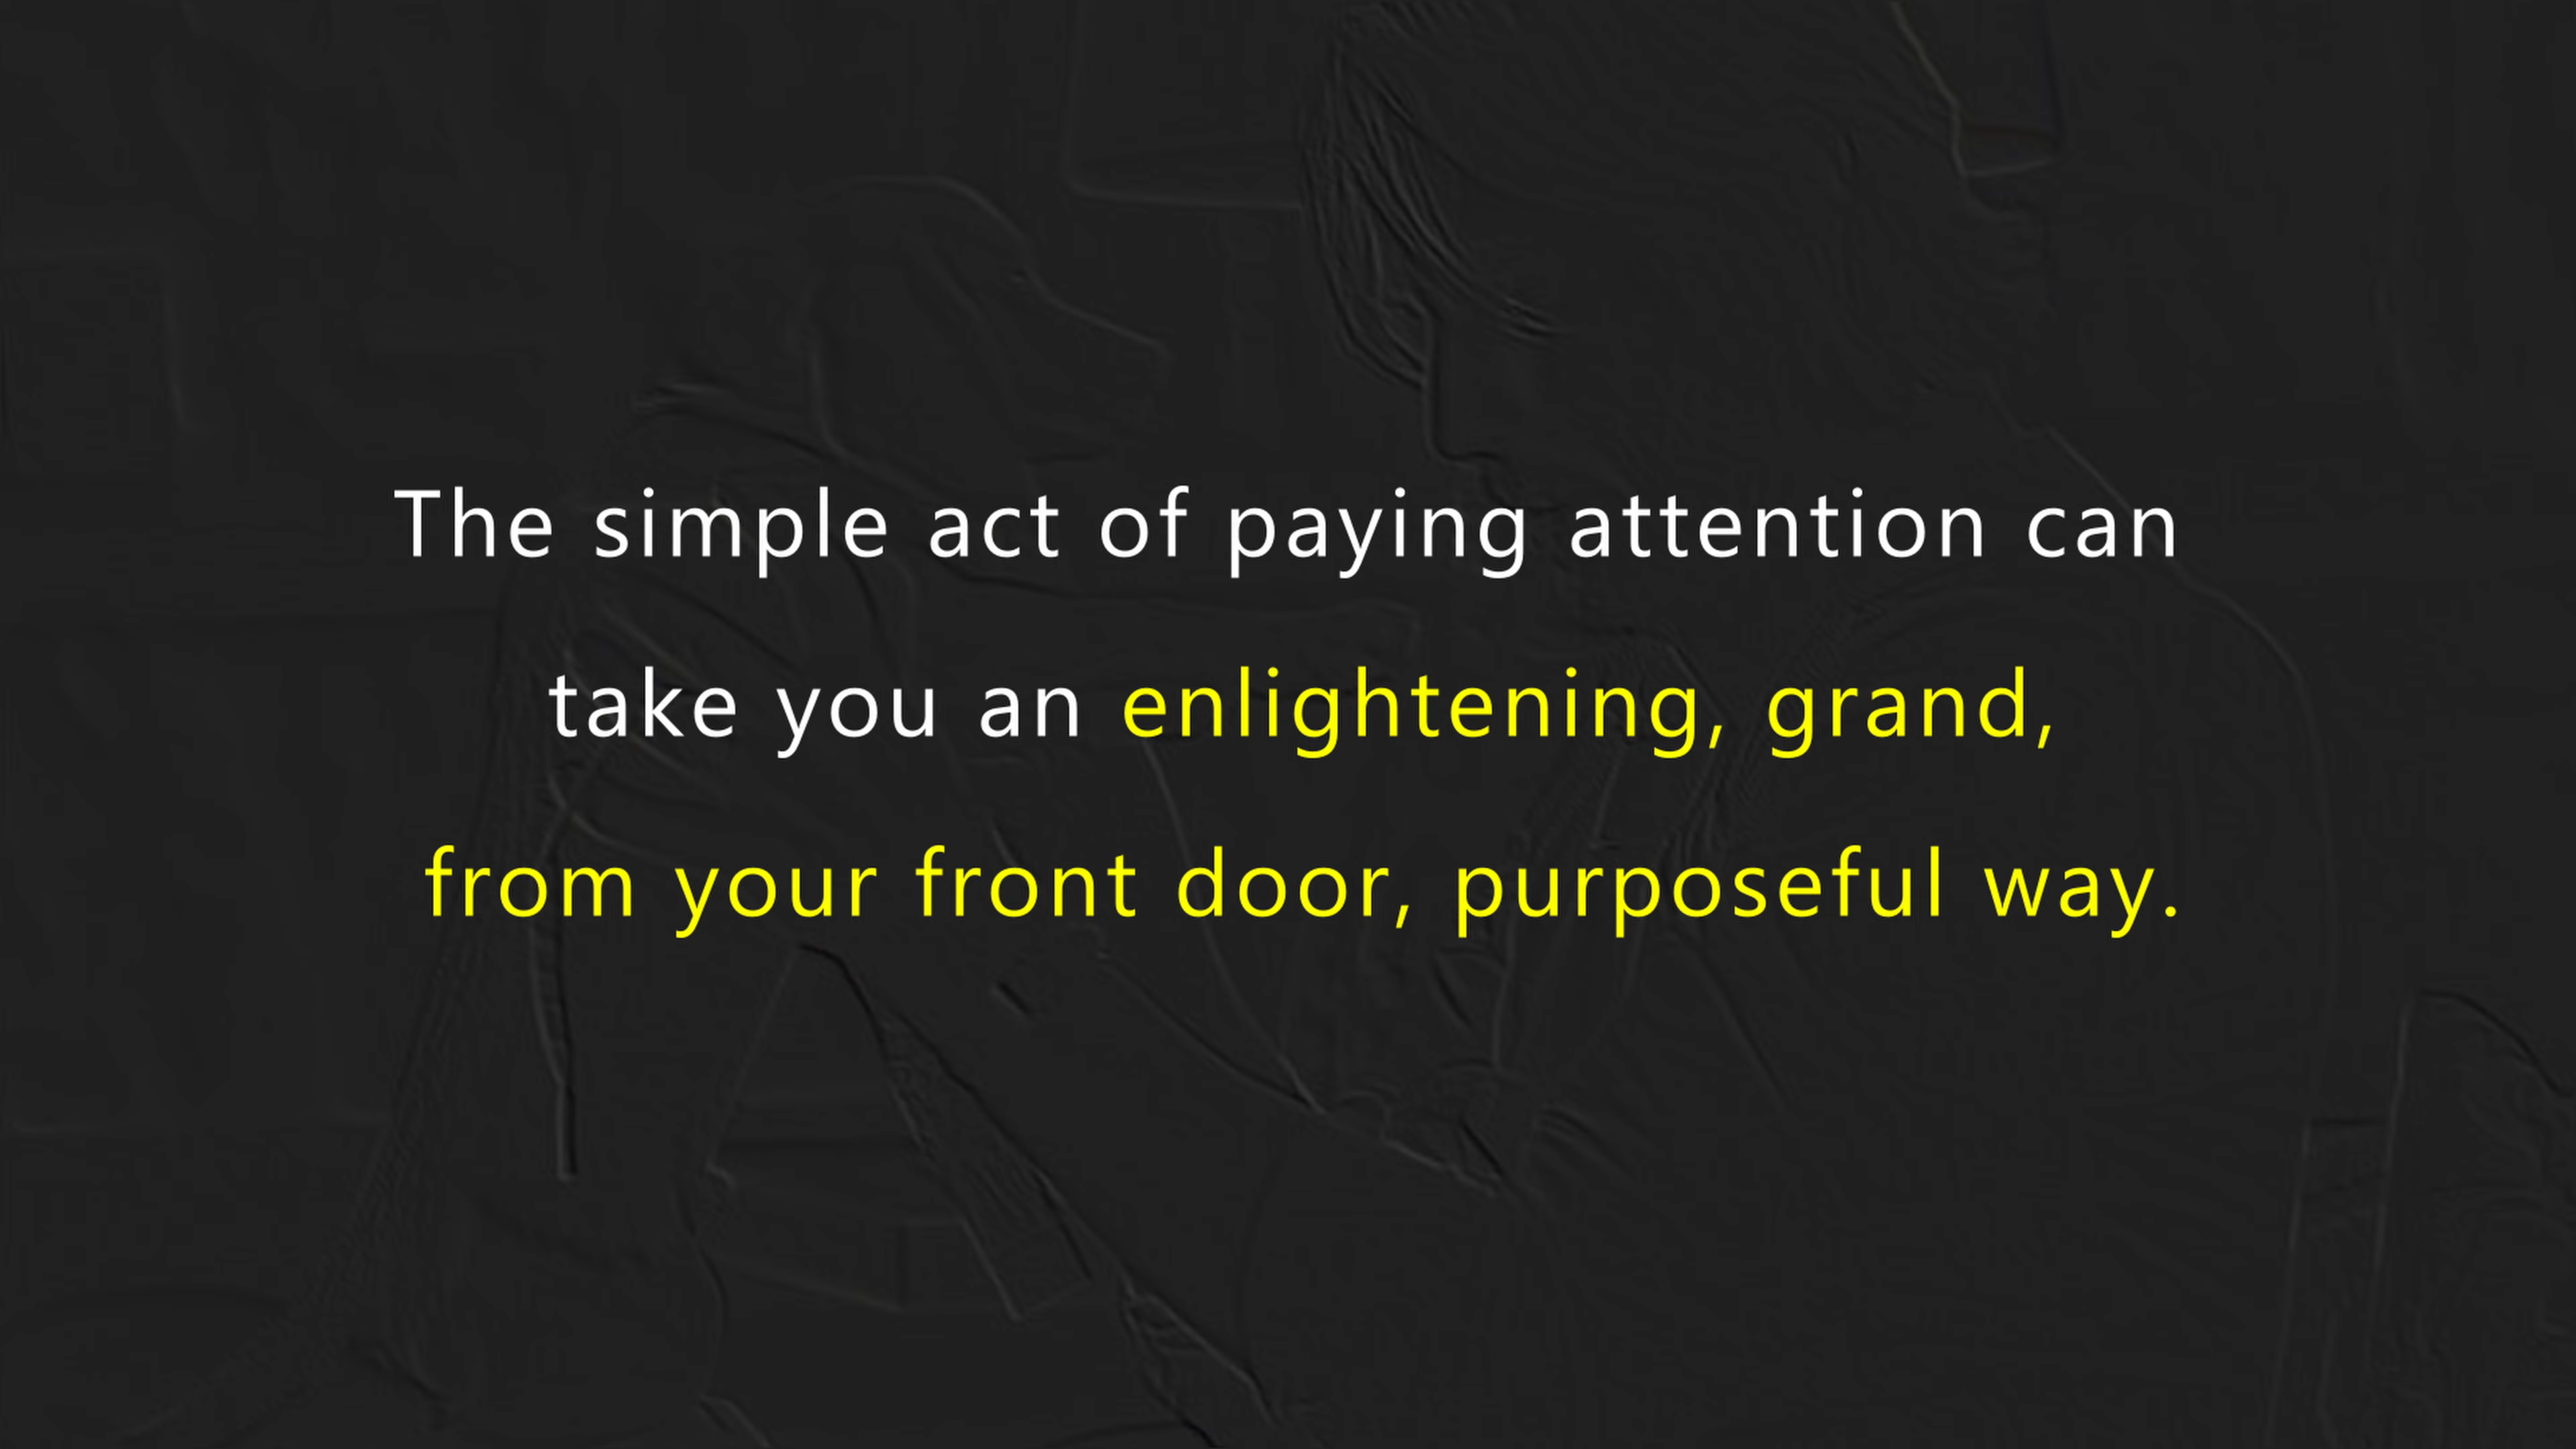 The simple act of paying attention can
take you an enlightening, grand,
from your front door, purposeful way.